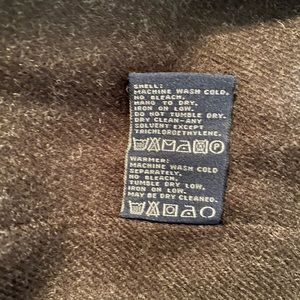 SHELL:
MACHINE WASH COLD.
NO BLEACH.
HANG TO DRY.
IRON ON LOW.
DO NOT TUMBLE DRY.
DRY CLEAN-ANY
SOLVENT EXCEPT
TRICHLOROETHYLENE.
WARMER:
MACHINE WASH COLD
SEPARATELY.
NO BLEACH.
TUMBLE DRY LOW.
IRON ON LOW.
MAY BE DRY CLEANED.